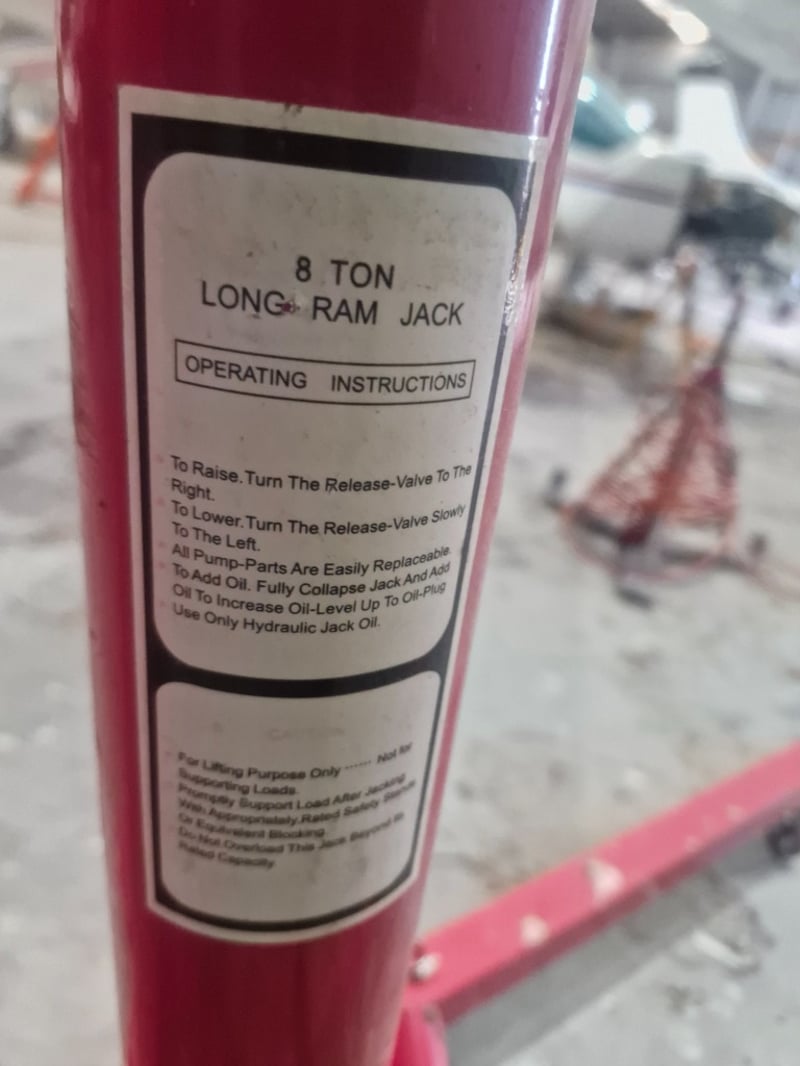 8 TON
LONG RAM JACK
OPERATING INSTRUCTIONS
To Raise.Turn The Release-Valve To The
Right.
To Lower.Turn The Release-Valve Slowly
To The Left.
All Pump-Parts Are Easily Replaceable.
To Add Oil. Fully Collapse Jack And Add
Oil To Increase Oil-Level Up To Oil-Plug
Use Only Hydraulic Jack Oil.
CAUTION
For Lifting Purpose Only ...... Not for
Supporting Loads.
Promptly Support Load After Jacking
With Appropriately.Rated Safety Stands
Or Equivalent Blocking.
Do Not Overload This Jack Beyond Its
Rated Capacity.